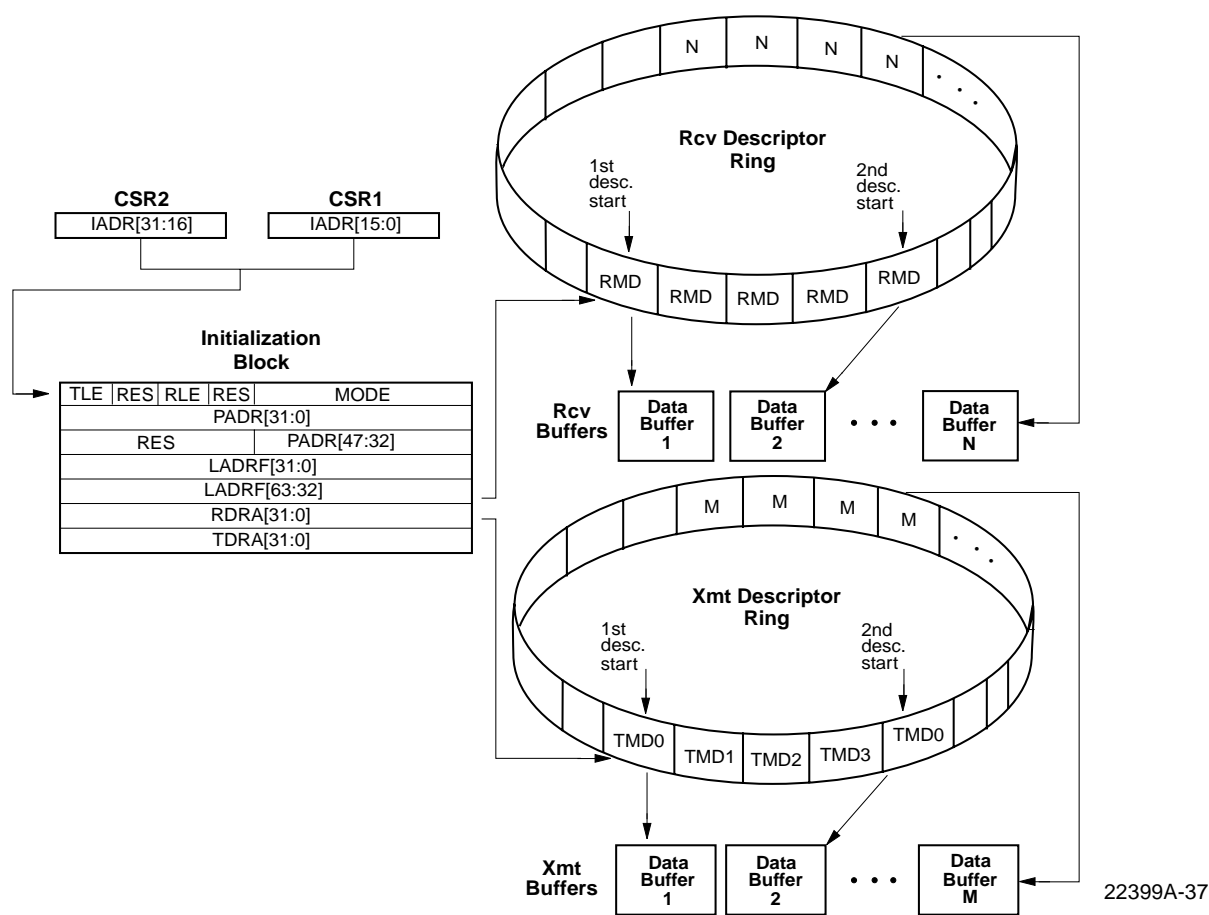 N N N N
• • •
Rcv Descriptor
Ring
1st
desc.
start
2nd
desc.
start
RMD RMD RMD RMD RMD
CSR2
IADR[31:16]
CSR1
IADR[15:0]
Initialization
Block
TLE RES RLE RES MODE
PADR[31:0]
RES PADR[47:32]
LADRF[31:0]
LADRF[63:32]
RDRA[31:0]
TDRA[31:0]
Rcv
Buffers
Data
Buffer
1
Data
Buffer
2
• • •
Data
Buffer
N
M M M M
• • •
Xmt Descriptor
Ring
1st
desc.
start
2nd
desc.
start
TMD0 TMD1 TMD2 TMD3 TMD0
Xmt
Buffers
Data
Buffer
1
Data
Buffer
2
• • •
Data
Buffer
M
22399A-37